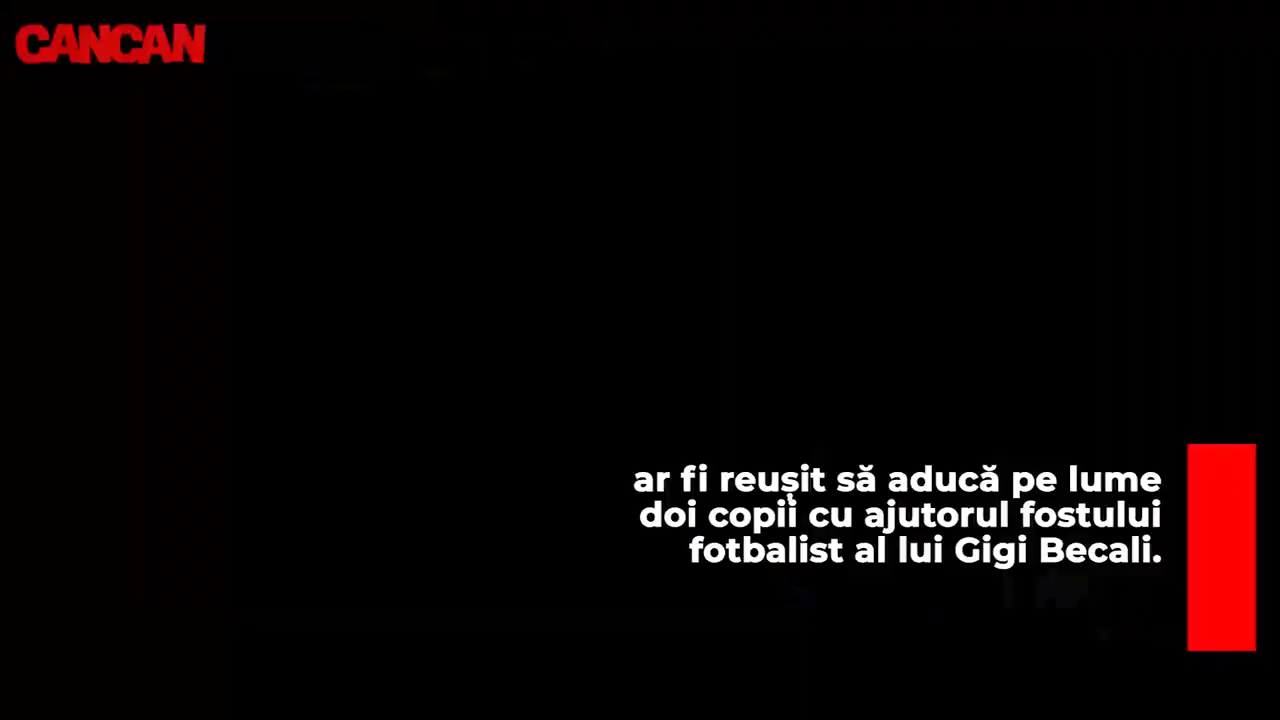 CANCAN
ar fi reușit să aducă pe lume
doi copii cu ajutorul fostului
fotbalist al lui Gigi Becali.